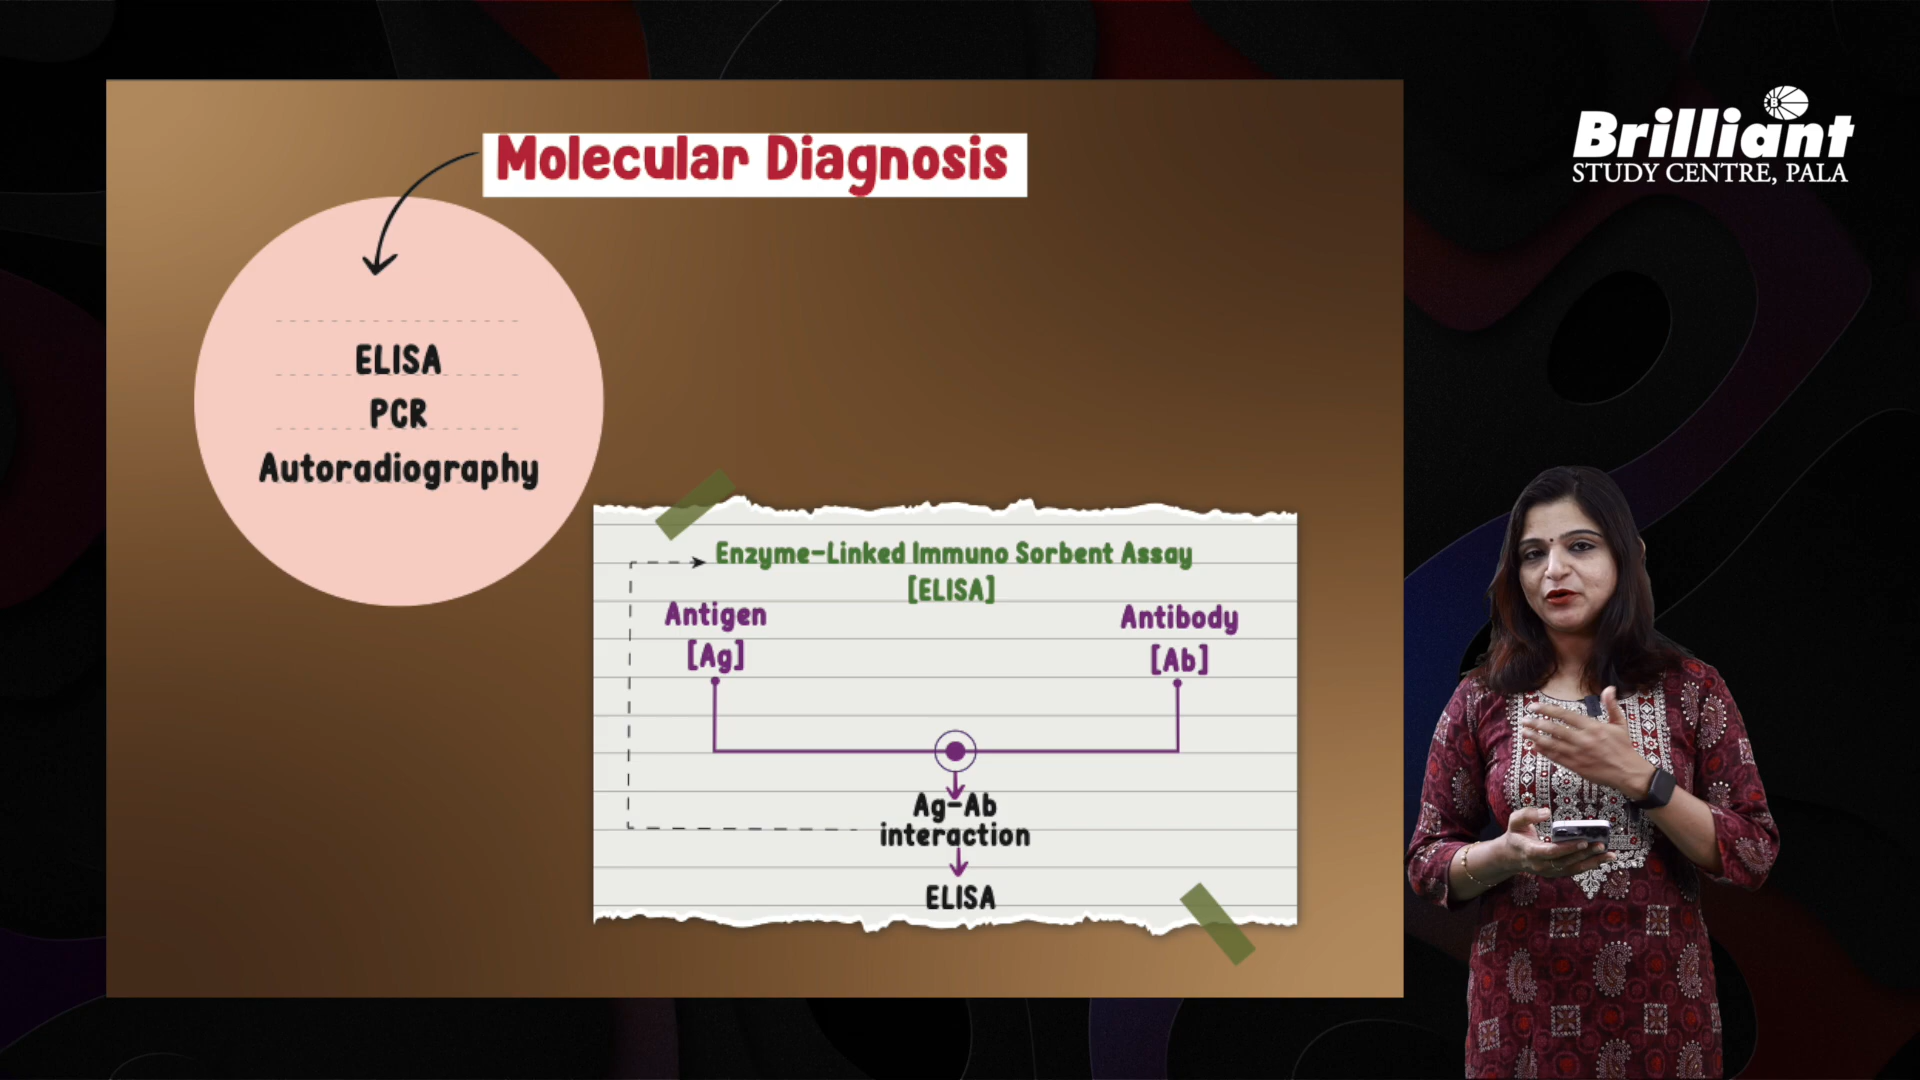 Molecular Diagnosis
Brilliant
STUDY CENTRE, PALA
ELISA
PCR
Autoradiography
Enzyme-Linked Immuno Sorbent Assay
[ELISA]
Antigen
[Ag]
Antibody
[Ab]
Ag-Ab
interaction
ELISA